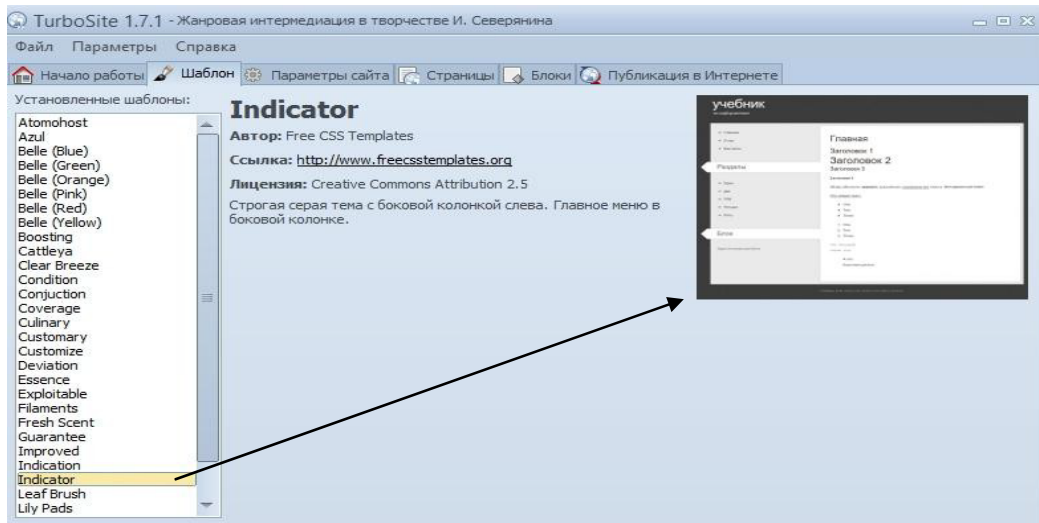 TurboSite 1.7.1 - Жанровая интермедиация в творчестве И. Северянина
Файл Параметры Справка
Начало работы Шаблон Параметры сайта Страницы Блоки Публикация в Интернете
Установленные шаблоны:
Atomohost
Azul
Belle (Blue)
Belle (Green)
Belle (Orange)
Belle (Pink)
Belle (Red)
Belle (Yellow)
Boosting
Cattleya
Clear Breeze
Condition
Conjuction
Coverage
Culinary
Customary
Customize
Deviation
Essence
Exploitable
Filaments
Fresh Scent
Guarantee
Improved
Indication
Indicator
Leaf Brush
Lily Pads
Indicator
Автор: Free CSS Templates
Ссылка: http://www.freecsstemplates.org
Лицензия: Creative Commons Attribution 2.5
Строгая серая тема с боковой колонкой слева. Главное меню в
боковой колонке.
учебник
Разделы
Блоки
Главная
Заголовок 1
Заголовок 2
Заголовок 3